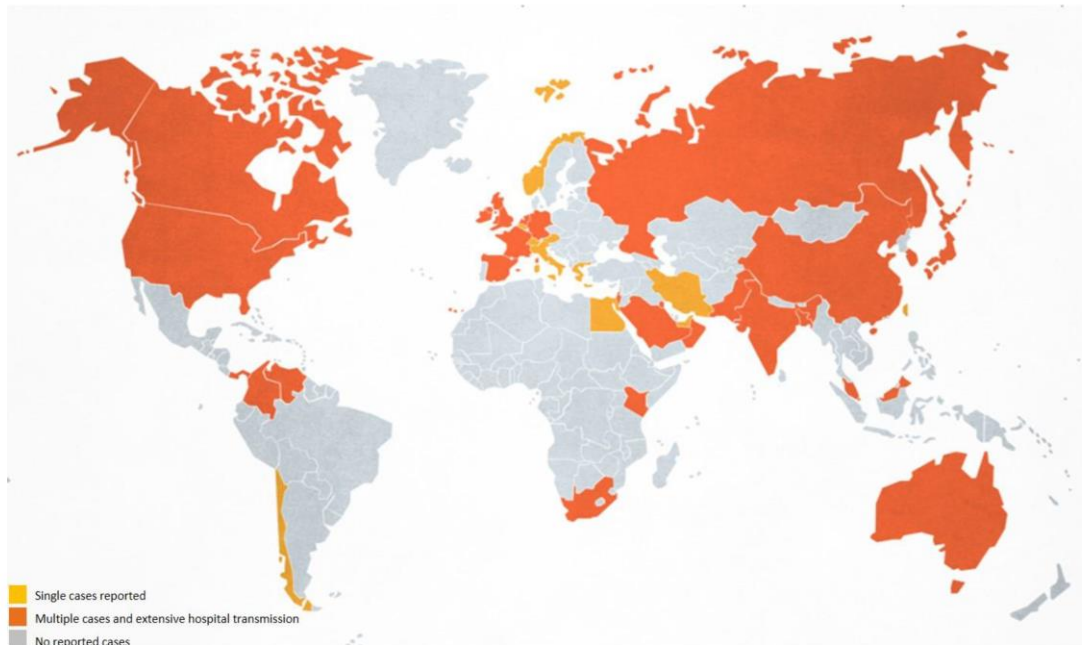 Single cases reported
Multiple cases and extensive hospital transmission
No reported cases